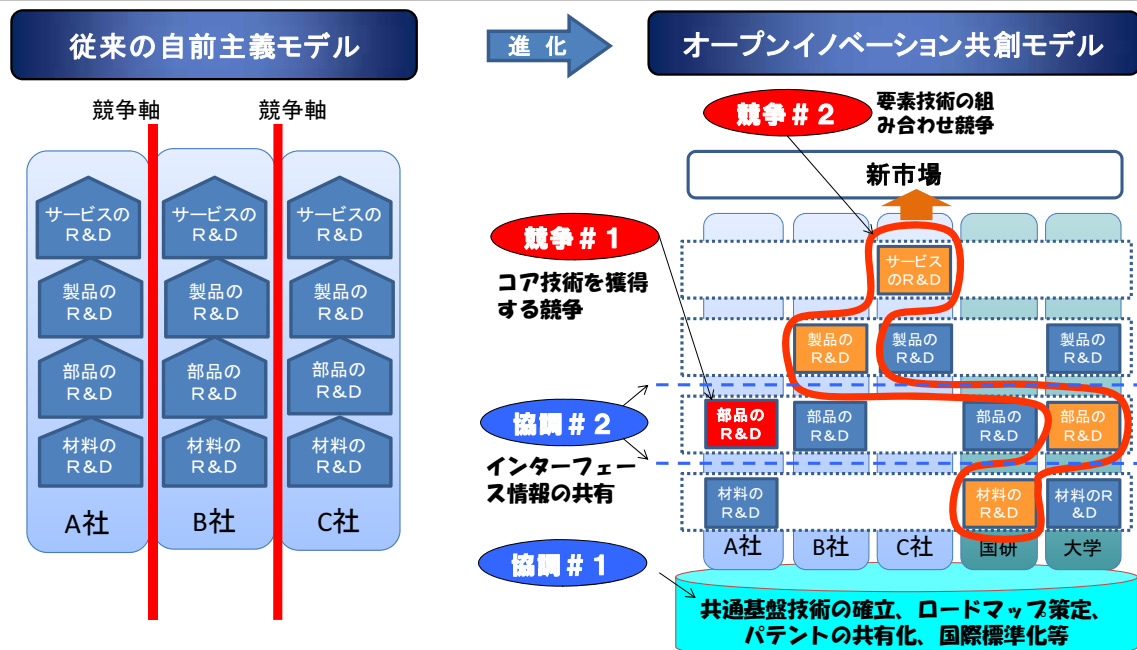 従来の自前主義モデル
進 化
オープンイノベーション共創モデル
競争軸
競争軸
サービスの
R&D
製品の
R&D
部品の
R&D
材料の
R&D
A社
サービスの
R&D
製品の
R&D
部品の
R&D
材料の
R&D
B社
サービスの
R&D
製品の
R&D
部品の
R&D
材料の
R&D
C社
競争#2
要素技術の組
み合わせ競争
新市場
競争#1
コア技術を獲得
する競争
サービス
のR&D
製品の
R&D
製品の
R&D
製品の
R&D
協調#2
インターフェー
ス情報の共有
部品の
R&D
部品の
R&D
部品の
R&D
部品の
R&D
材料の
R&D
材料の
R&D
材料のR
&D
A社
B社
C社
国研
大学
協調#1
共通基盤技術の確立、ロードマップ策定、
パテントの共有化、国際標準化等